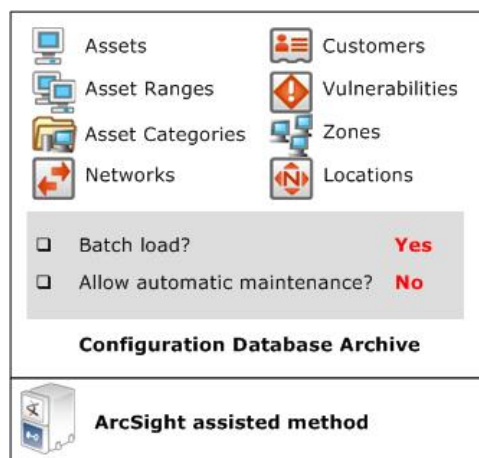 Assets
Customers
Asset Ranges
Vulnerabilities
Asset Categories
Zones
Networks
N
Locations
Batch load? Yes
Allow automatic maintenance? No
Configuration Database Archive
ArcSight assisted method